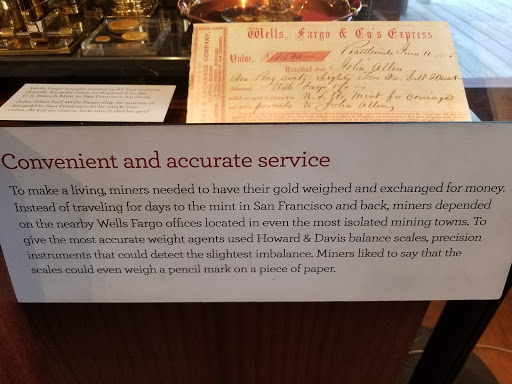 Wells, Fargo & Co's Express.
Value, $
Received from John Allen
John Allen
Convenient and accurate service
To make a living, miners needed to have their gold weighed and exchanged for money.
Instead of traveling for days to the mint in San Francisco and back, miners depended
on the nearby Wells Fargo offices located in even the most isolated mining towns. To
give the most accurate weight agents used Howard & Davis balance scales, precision
instruments that could detect the slightest imbalance. Miners liked to say that the
scales could even weigh a pencil mark on a piece of paper.